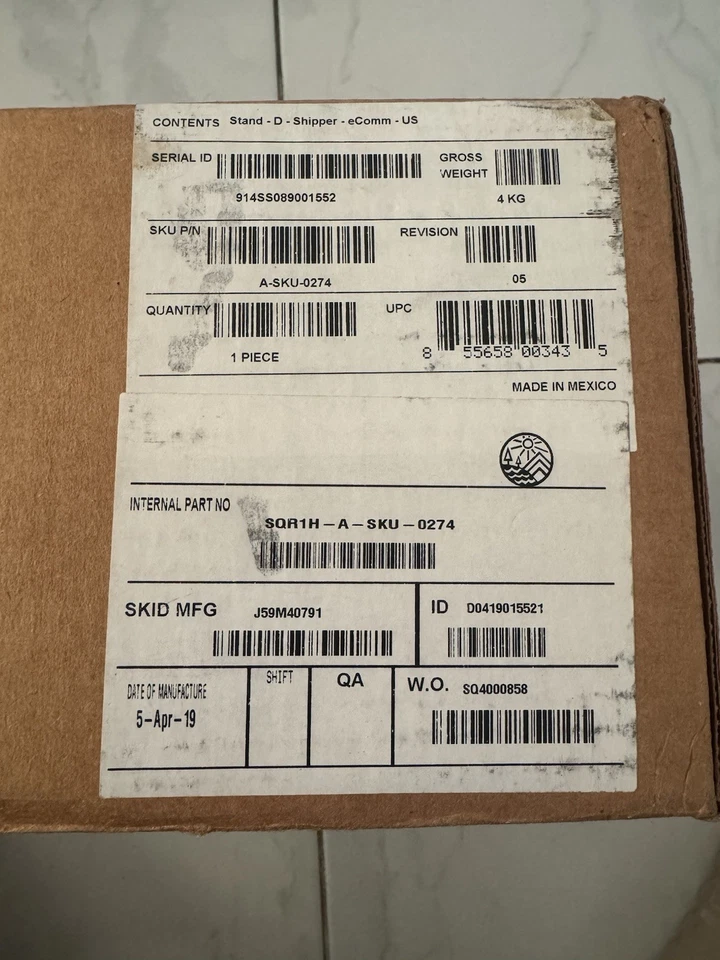 CONTENTS Stand - D - Shipper - eComm - US
SERIAL ID
914SS089001552
GROSS WEIGHT
4 KG
SKU P/N
A-SKU-0274
REVISION
05
QUANTITY
1 PIECE
UPC
8 55658 00343 5
MADE IN MEXICO
INTERNAL PART NO
SQR1H-A-SKU-0274
SKID MFG J59M40791
ID D0419015521
DATE OF MANUFACTURE
5-Apr-19
SHIFT
QA
W.O. SQ4000858